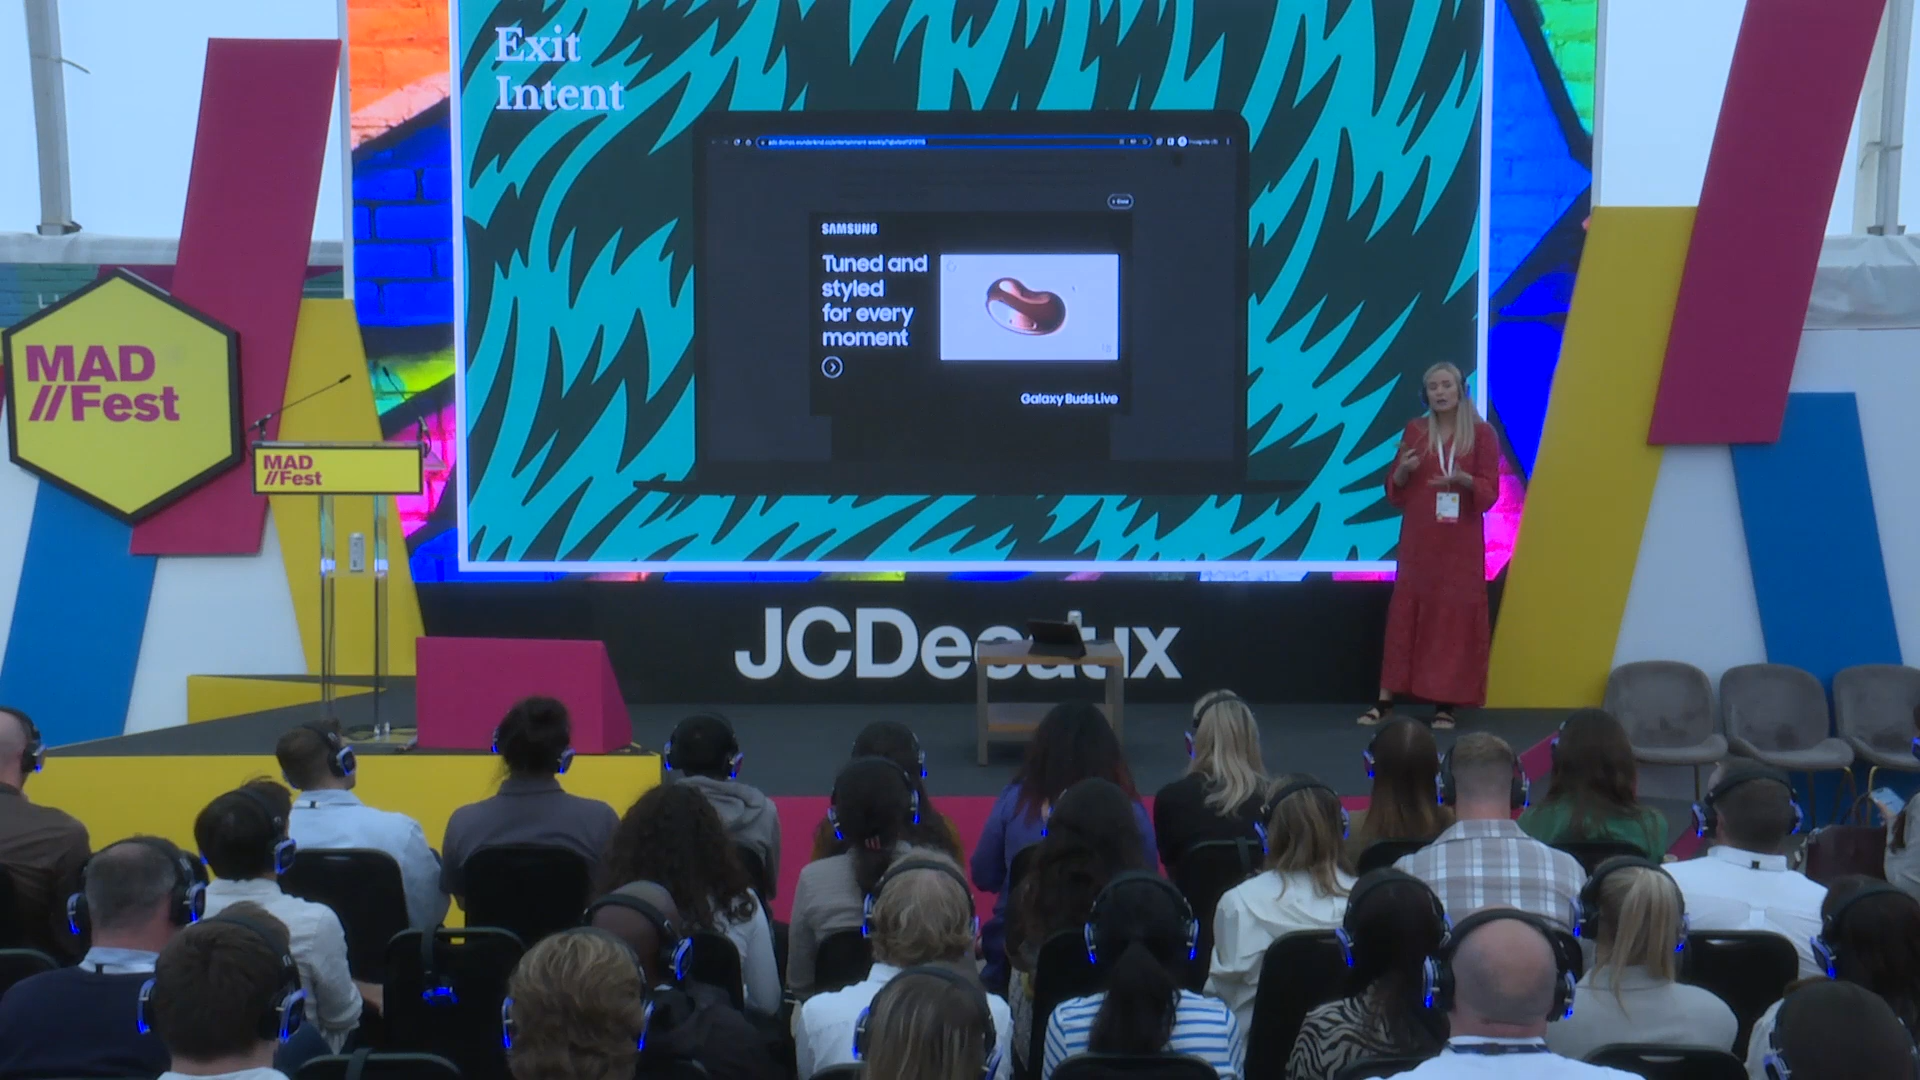 Exit
Intent
SAMSUNG
Tuned and
styled
for every
moment
Galaxy Buds Live
MAD
//Fest
MAD
//Fest
JCDecaux